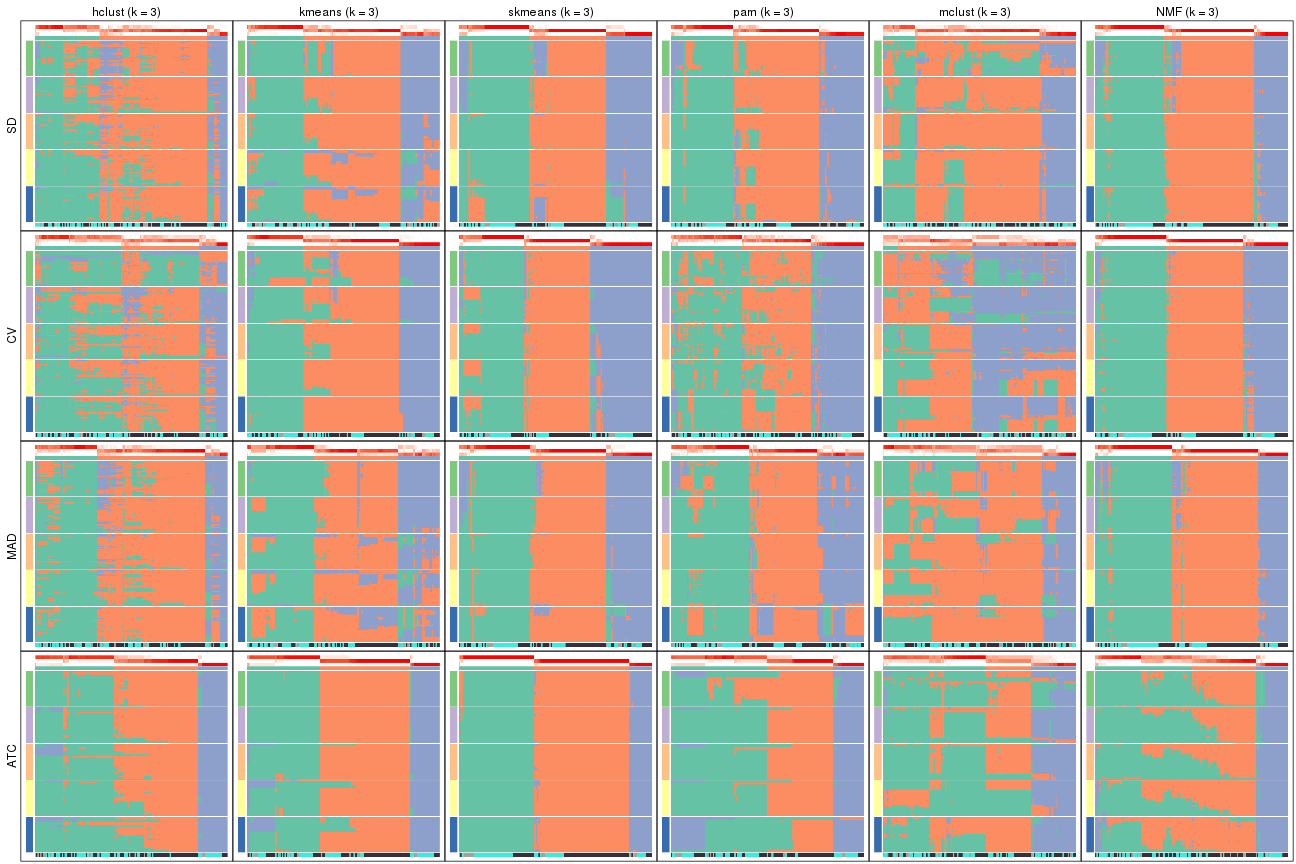 hclust (k = 3) kmeans (k = 3) skmeans (k = 3) pam (k = 3) mclust (k = 3) NMF (k = 3)
SD
CV
MAD
ATC